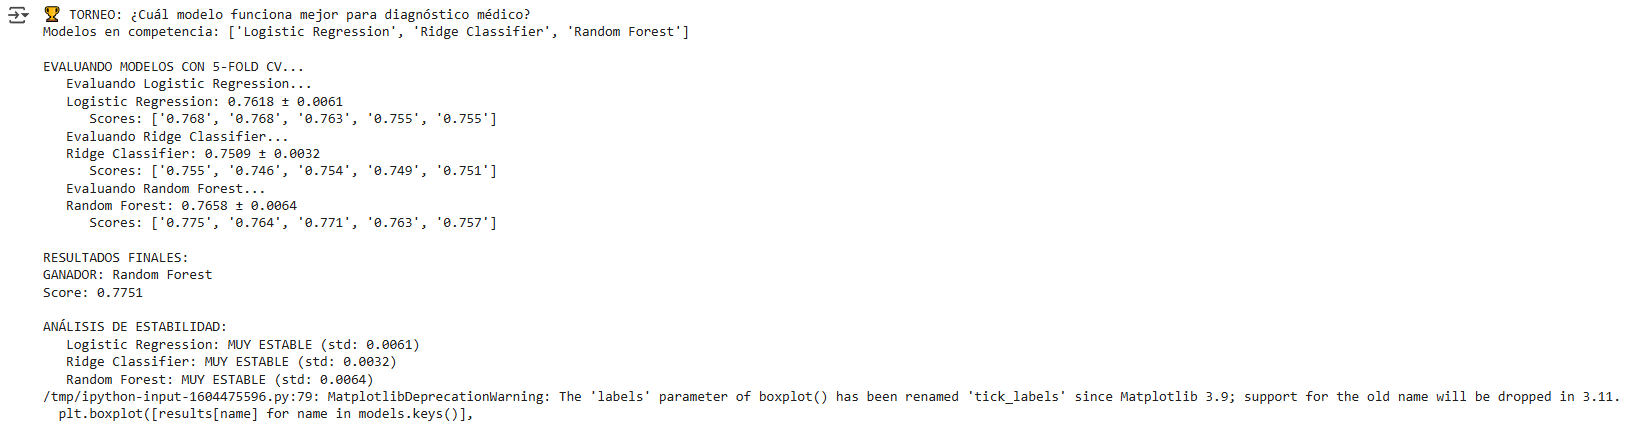 🏆 TORNEO: ¿Cuál modelo funciona mejor para diagnóstico médico?
Modelos en competencia: ['Logistic Regression', 'Ridge Classifier', 'Random Forest']
EVALUANDO MODELOS CON 5-FOLD CV...
Evaluando Logistic Regression...
Logistic Regression: 0.7618 ± 0.0061
Scores: ['0.768', '0.768', '0.763', '0.755', '0.755']
Evaluando Ridge Classifier...
Ridge Classifier: 0.7509 ± 0.0032
Scores: ['0.755', '0.746', '0.754', '0.749', '0.751']
Evaluando Random Forest...
Random Forest: 0.7658 ± 0.0064
Scores: ['0.775', '0.764', '0.771', '0.763', '0.757']
RESULTADOS FINALES:
GANADOR: Random Forest
Score: 0.7751
ANÁLISIS DE ESTABILIDAD:
Logistic Regression: MUY ESTABLE (std: 0.0061)
Ridge Classifier: MUY ESTABLE (std: 0.0032)
Random Forest: MUY ESTABLE (std: 0.0064)
/tmp/ipython-input-1604475596.py:79: MatplotlibDeprecationWarning: The 'labels' parameter of boxplot() has been renamed 'tick_labels' since Matplotlib 3.9; support for the old name will be dropped in 3.11.
plt.boxplot([results[name] for name in models.keys()],